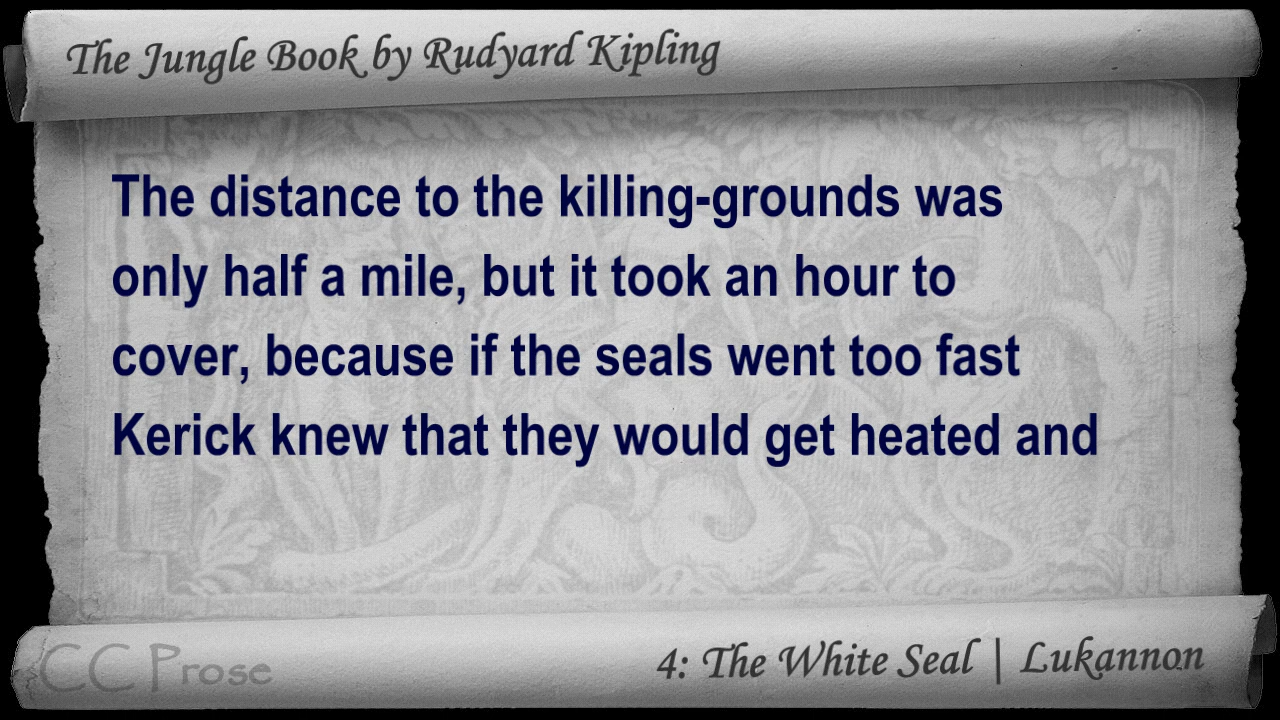 The Jungle Book by Rudyard Kipling
The distance to the killing-grounds was
only half a mile, but it took an hour to
cover, because if the seals went too fast
Kerick knew that they would get heated and
CC Prose
4: The White Seal | Lukannon